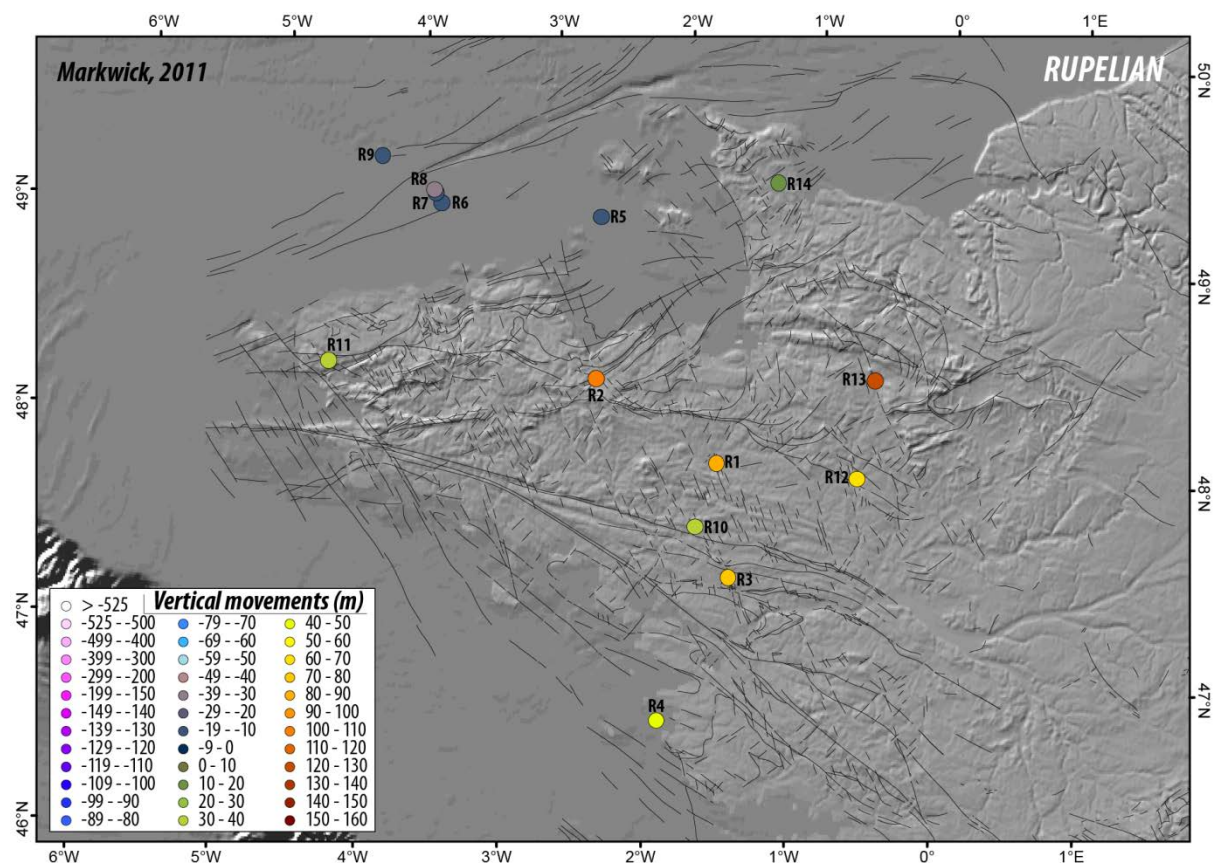 6°W 5°W 4°W 3°W 2°W 1°W 0° 1°E
Markwick, 2011
RUPELIAN
50°N
R9
R8
R14
49°N
R7 R6
R5
49°N
R11
R13
R2
48°N
R1
R12
48°N
R10
R3
47°N
Vertical movements (m)
> -525
-525 - -500
-499 - -400
-399 - -300
-299 - -200
-199 - -150
-149 - -140
-139 - -130
-129 - -120
-119 - -110
-109 - -100
-99 - -90
-89 - -80
-79 - -70
-69 - -60
-59 - -50
-49 - -40
-39 - -30
-29 - -20
-19 - -10
-9 - 0
0 - 10
10 - 20
20 - 30
30 - 40
40 - 50
50 - 60
60 - 70
70 - 80
80 - 90
90 - 100
100 - 110
110 - 120
120 - 130
130 - 140
140 - 150
150 - 160
R4
47°N
46°N
6°W 5°W 4°W 3°W 2°W 1°W 0° 1°E